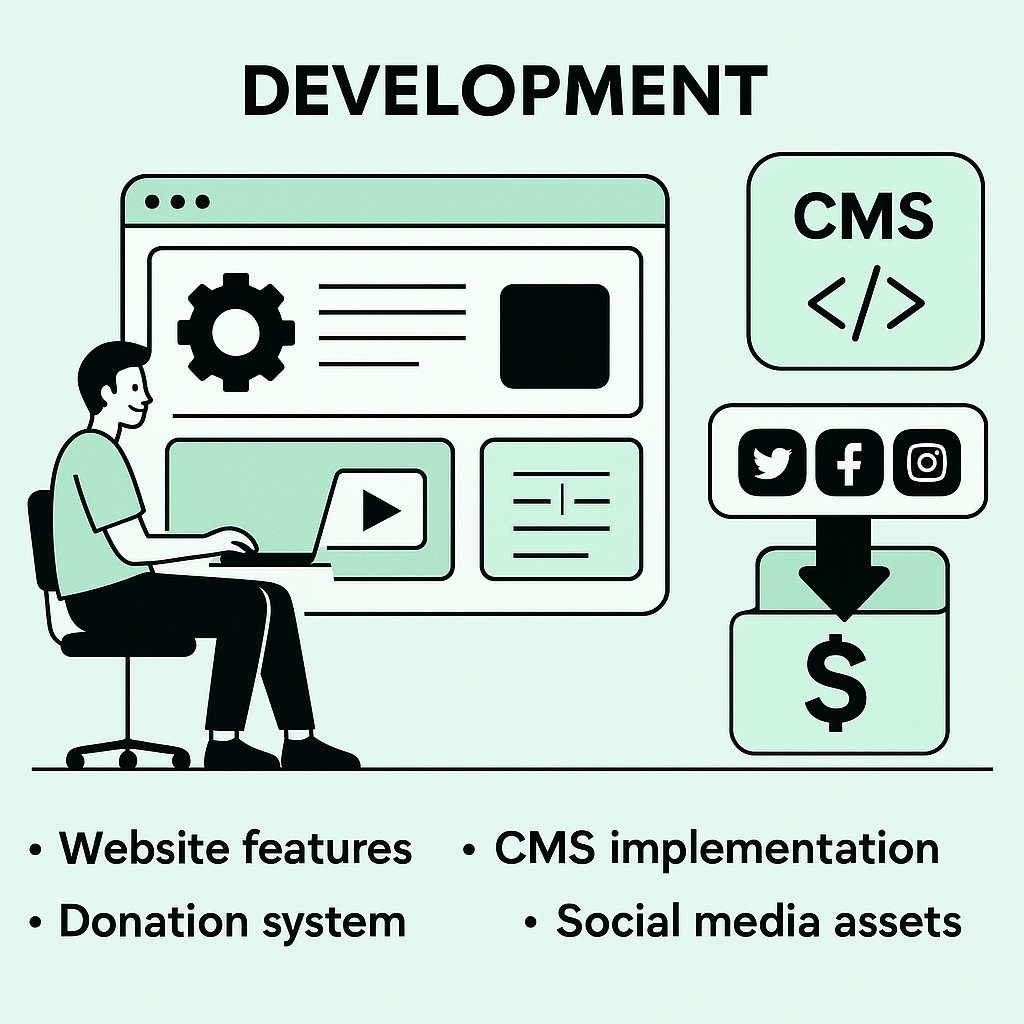 DEVELOPMENT
CMS
</>
$
• Website features
• CMS implementation
• Donation system
• Social media assets